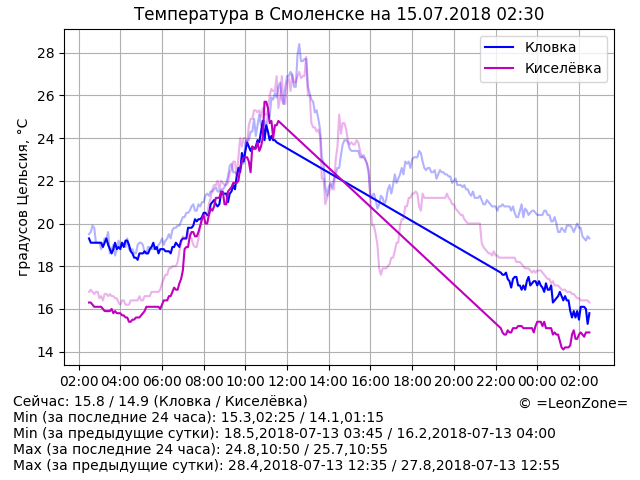 Температура в Смоленске на 15.07.2018 02:30
28
26
24
22
20
18
16
14
градусов Цельсия, °C
Кловка
Киселёвка
02:00 04:00 06:00 08:00 10:00 12:00 14:00 16:00 18:00 20:00 22:00 00:00 02:00
Сейчас: 15.8 / 14.9 (Кловка / Киселёвка)
© =LeonZone=
Min (за последние 24 часа): 15.3,02:25 / 14.1,01:15
Min (за предыдущие сутки): 18.5,2018-07-13 03:45 / 16.2,2018-07-13 04:00
Max (за последние 24 часа): 24.8,10:50 / 25.7,10:55
Max (за предыдущие сутки): 28.4,2018-07-13 12:35 / 27.8,2018-07-13 12:55